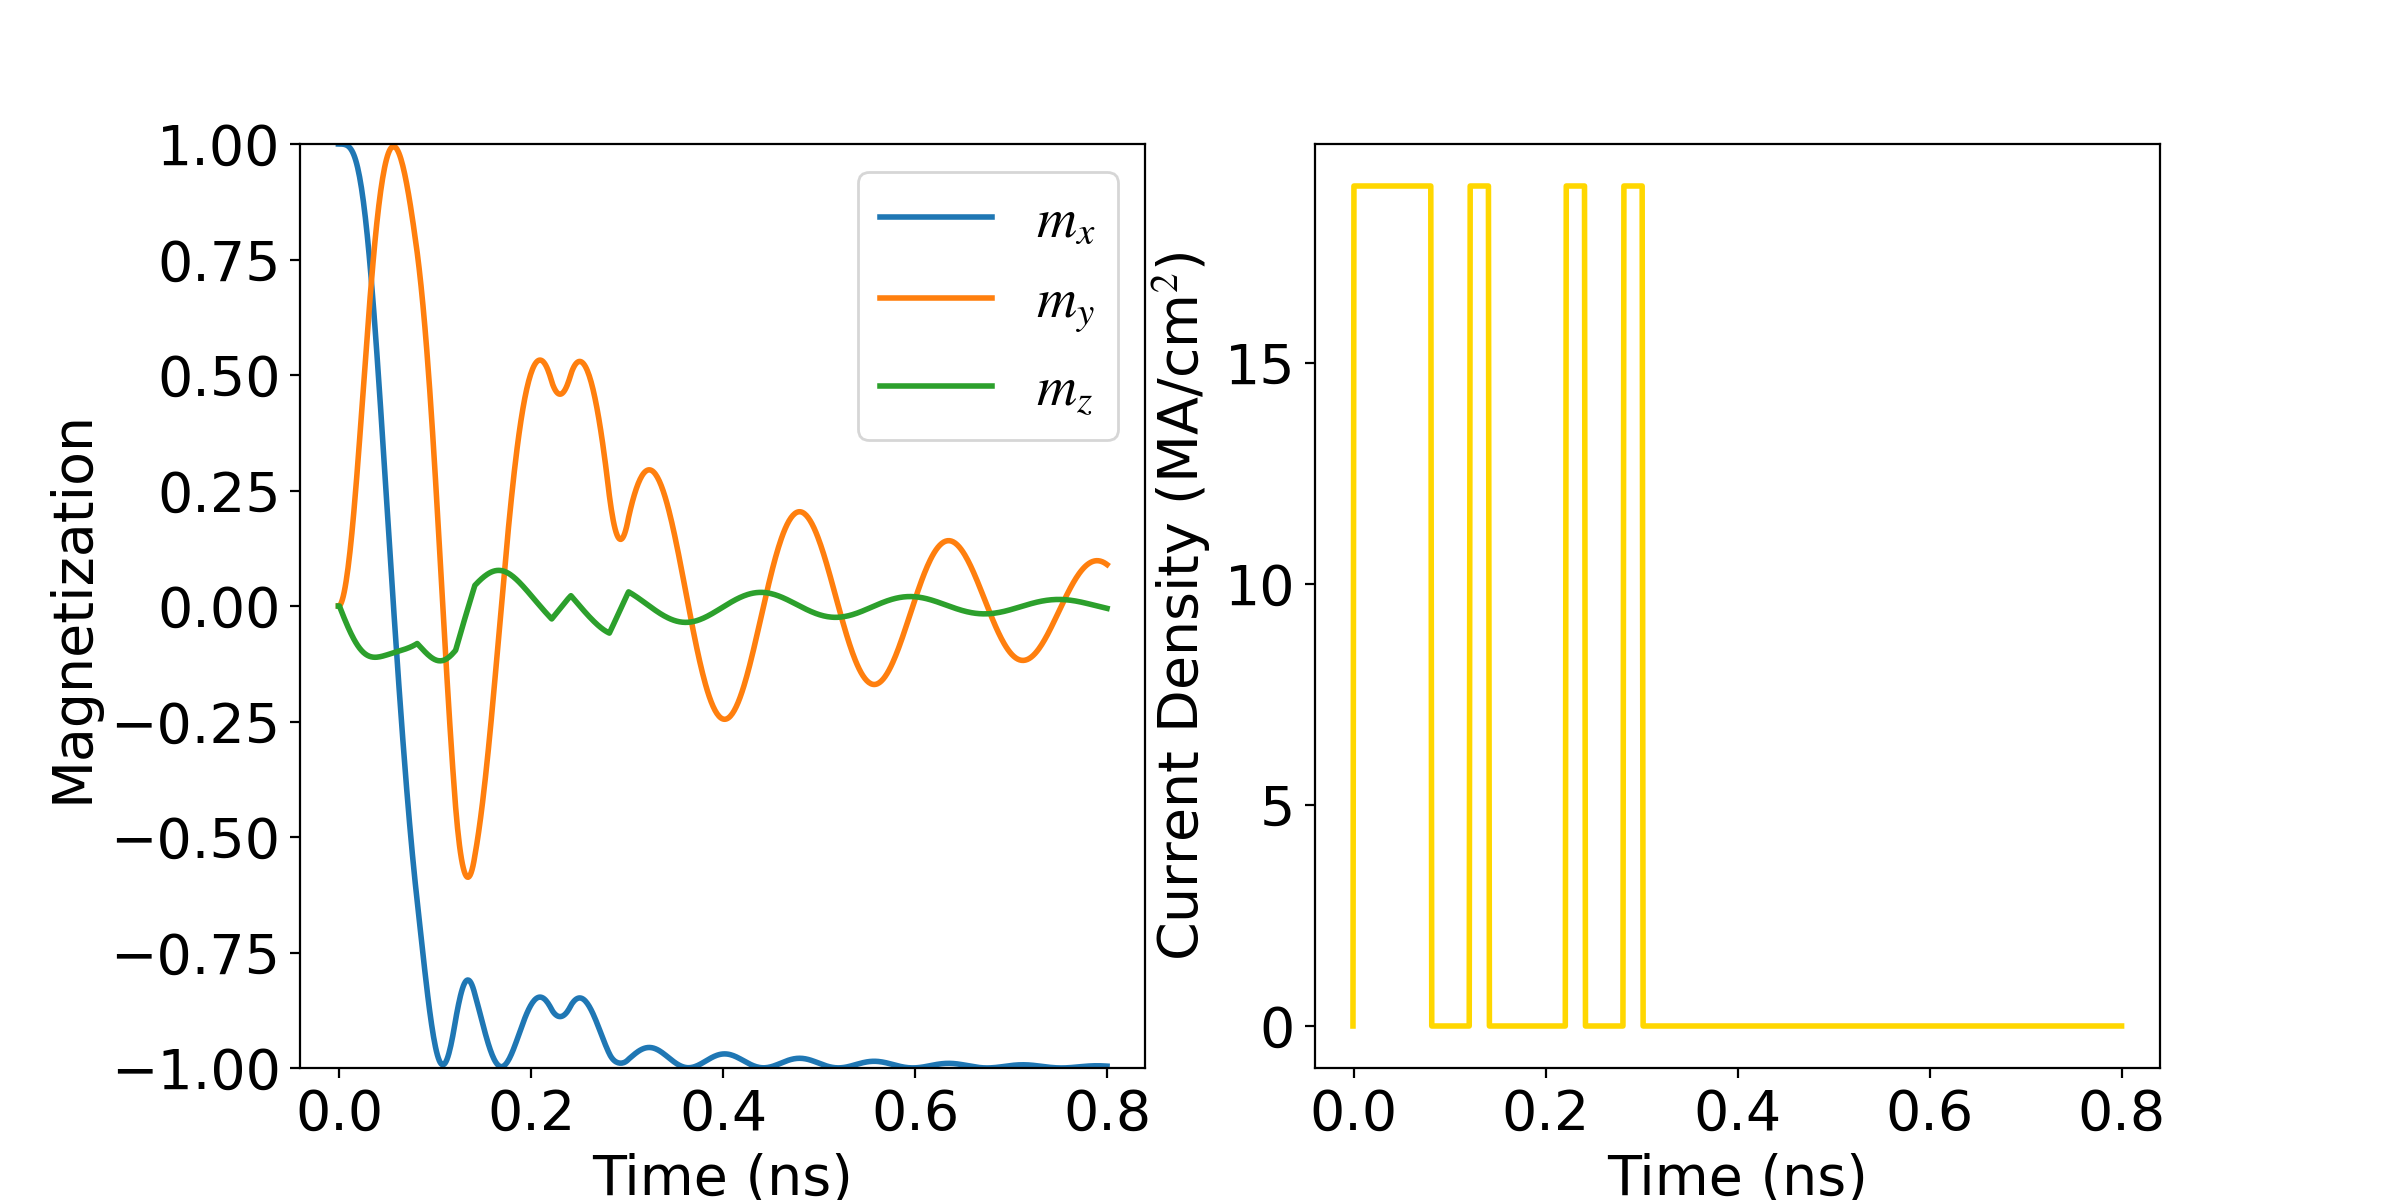 Magnetization
1.00
0.75
0.50
0.25
0.00
−0.25
−0.50
−0.75
−1.00
0.0 0.2 0.4 0.6 0.8
Time (ns)
m_x
m_y
m_z
Current Density (MA/cm²)
15
10
5
0
0.0 0.2 0.4 0.6 0.8
Time (ns)